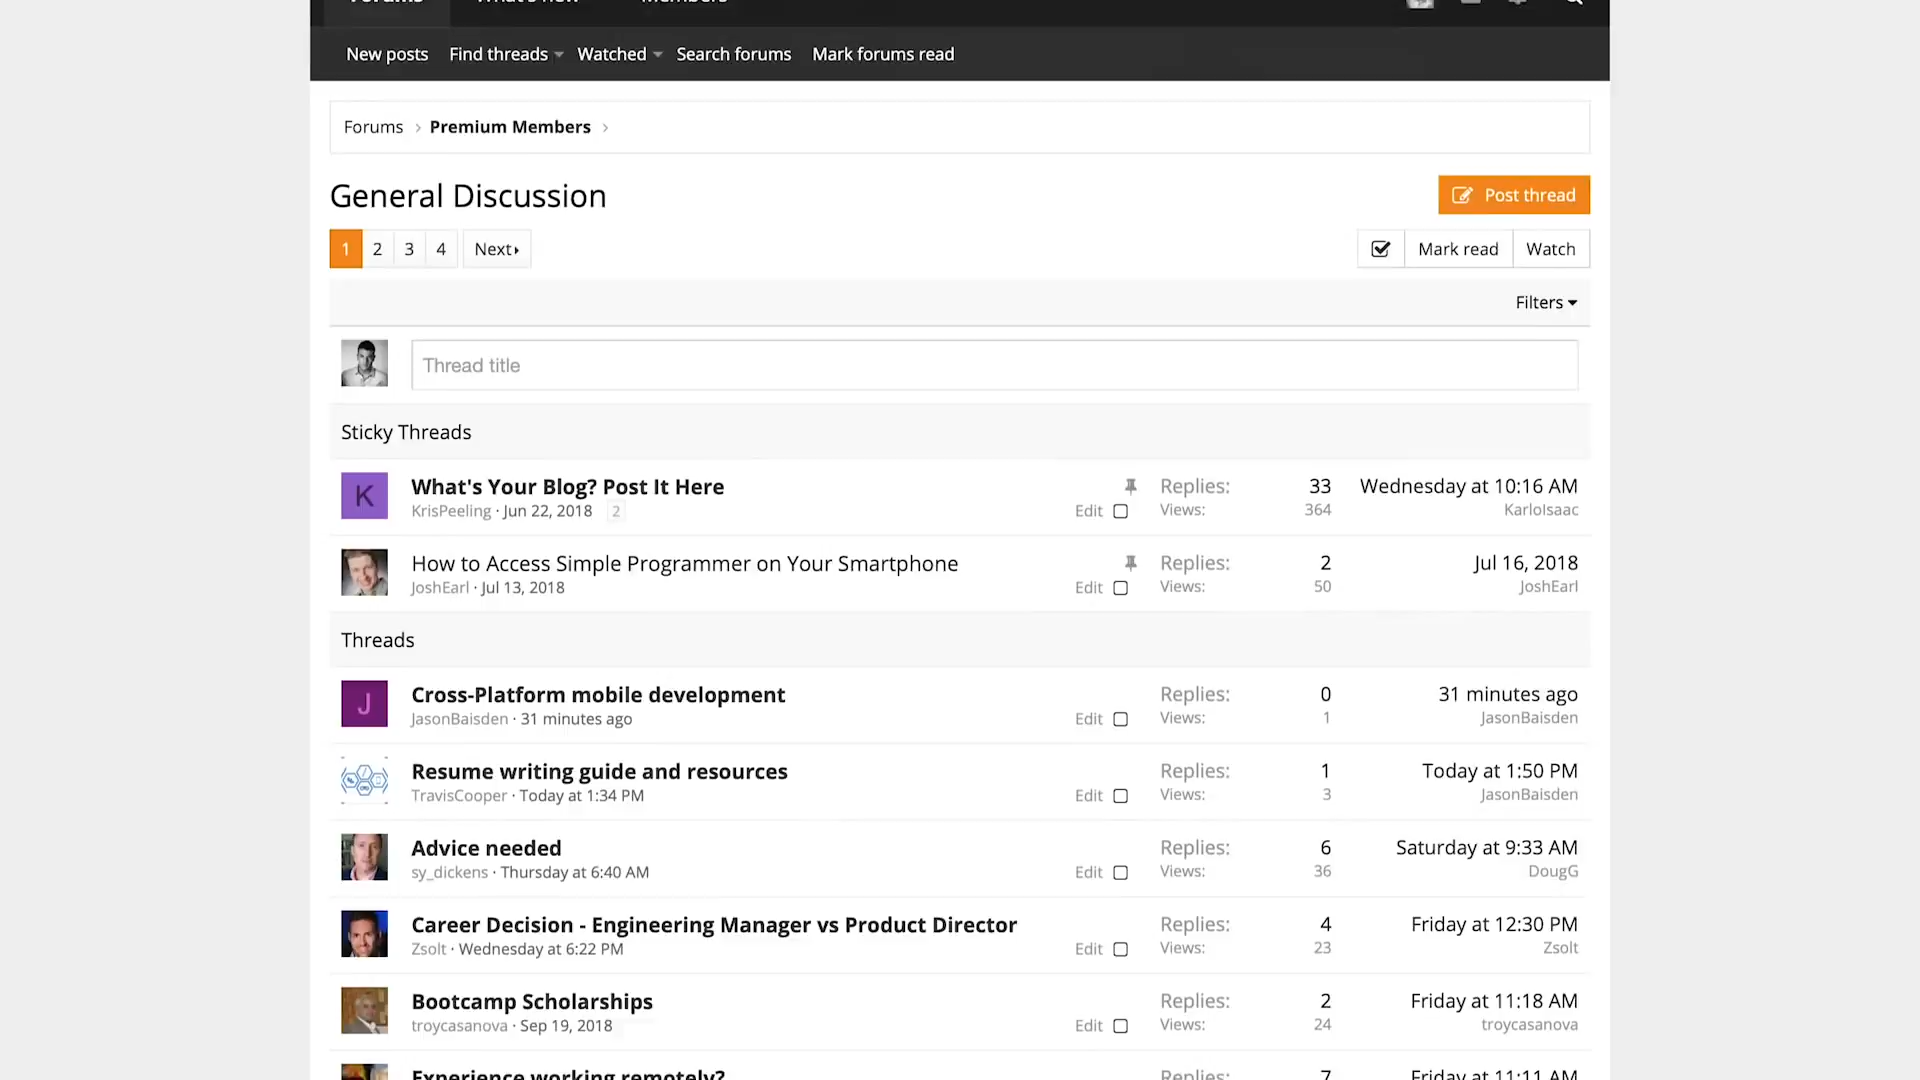 Forums What's new Members
New posts Find threads Watched Search forums Mark forums read
Forums Premium Members
General Discussion
Post thread
1 2 3 4 Next
Mark read Watch
Filters
Thread title
Sticky Threads
K
What's Your Blog? Post It Here
KrisPeeling · Jun 22, 2018 2
Edit
Replies: 33
Views: 364
Wednesday at 10:16 AM
KarloIsaac
How to Access Simple Programmer on Your Smartphone
JoshEarl · Jul 13, 2018
Edit
Replies: 2
Views: 50
Jul 16, 2018
JoshEarl
Threads
J
Cross-Platform mobile development
JasonBaisden · 31 minutes ago
Edit
Replies: 0
Views: 1
31 minutes ago
JasonBaisden
Resume writing guide and resources
TravisCooper · Today at 1:34 PM
Edit
Replies: 1
Views: 3
Today at 1:50 PM
JasonBaisden
Advice needed
sy_dickens · Thursday at 6:40 AM
Edit
Replies: 6
Views: 36
Saturday at 9:33 AM
DougG
Career Decision - Engineering Manager vs Product Director
Zsolt · Wednesday at 6:22 PM
Edit
Replies: 4
Views: 23
Friday at 12:30 PM
Zsolt
Bootcamp Scholarships
troycasanova · Sep 19, 2018
Edit
Replies: 2
Views: 24
Friday at 11:18 AM
troycasanova
Experience working remotely?
Replies: 7
Friday at 11:11 AM